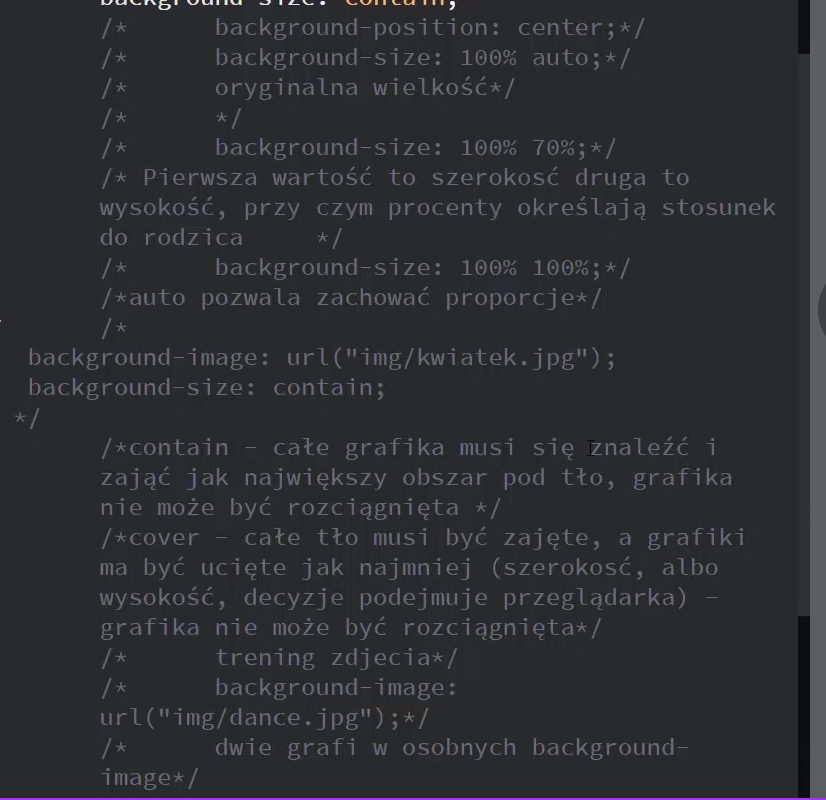 background-size: contain;
/*      background-position: center;*/
/*      background-size: 100% auto;*/
/*      oryginalna wielkość*/
/*      */
/*      background-size: 100% 70%;*/
/* Pierwsza wartość to szerokosć druga to
wysokość, przy czym procenty określają stosunek
do rodzica     */
/*      background-size: 100% 100%;*/
/*auto pozwala zachować proporcje*/
/*
background-image: url("img/kwiatek.jpg");
background-size: contain;
*/
/*contain - całe grafika musi się znaleźć i
zająć jak największy obszar pod tło, grafika
nie może być rozciągnięta */
/*cover - całe tło musi być zajęte, a grafiki
ma być ucięte jak najmniej (szerokosć, albo
wysokość, decyzje podejmuje przeglądarka) -
grafika nie może być rozciągnięta*/
/*      trening zdjecia*/
/*      background-image:
url("img/dance.jpg");*/
/*      dwie grafi w osobnych background-
image*/